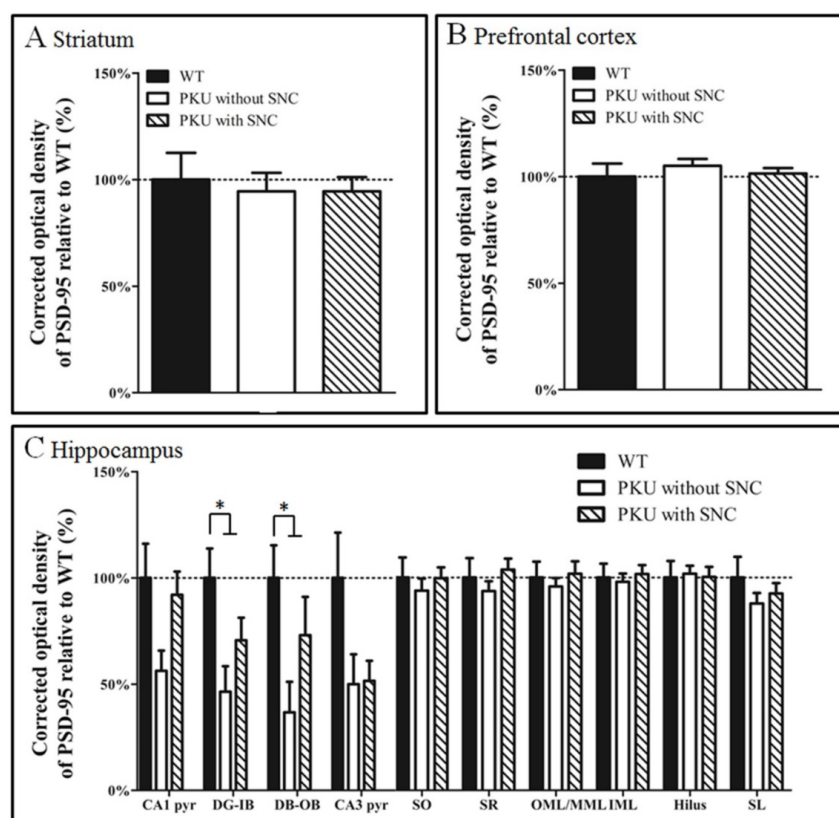 A Striatum
150%
100%
50%
0%
Corrected optical density
of PSD-95 relative to WT (%)
WT
PKU without SNC
PKU with SNC
B Prefrontal cortex
150%
100%
50%
0%
Corrected optical density
of PSD-95 relative to WT (%)
WT
PKU without SNC
PKU with SNC
C Hippocampus
150%
100%
50%
0%
Corrected optical density
of PSD-95 relative to WT (%)
WT
PKU without SNC
PKU with SNC
* *
CA1 pyr DG-IB DB-OB CA3 pyr SO SR OML/MML IML Hilus SL